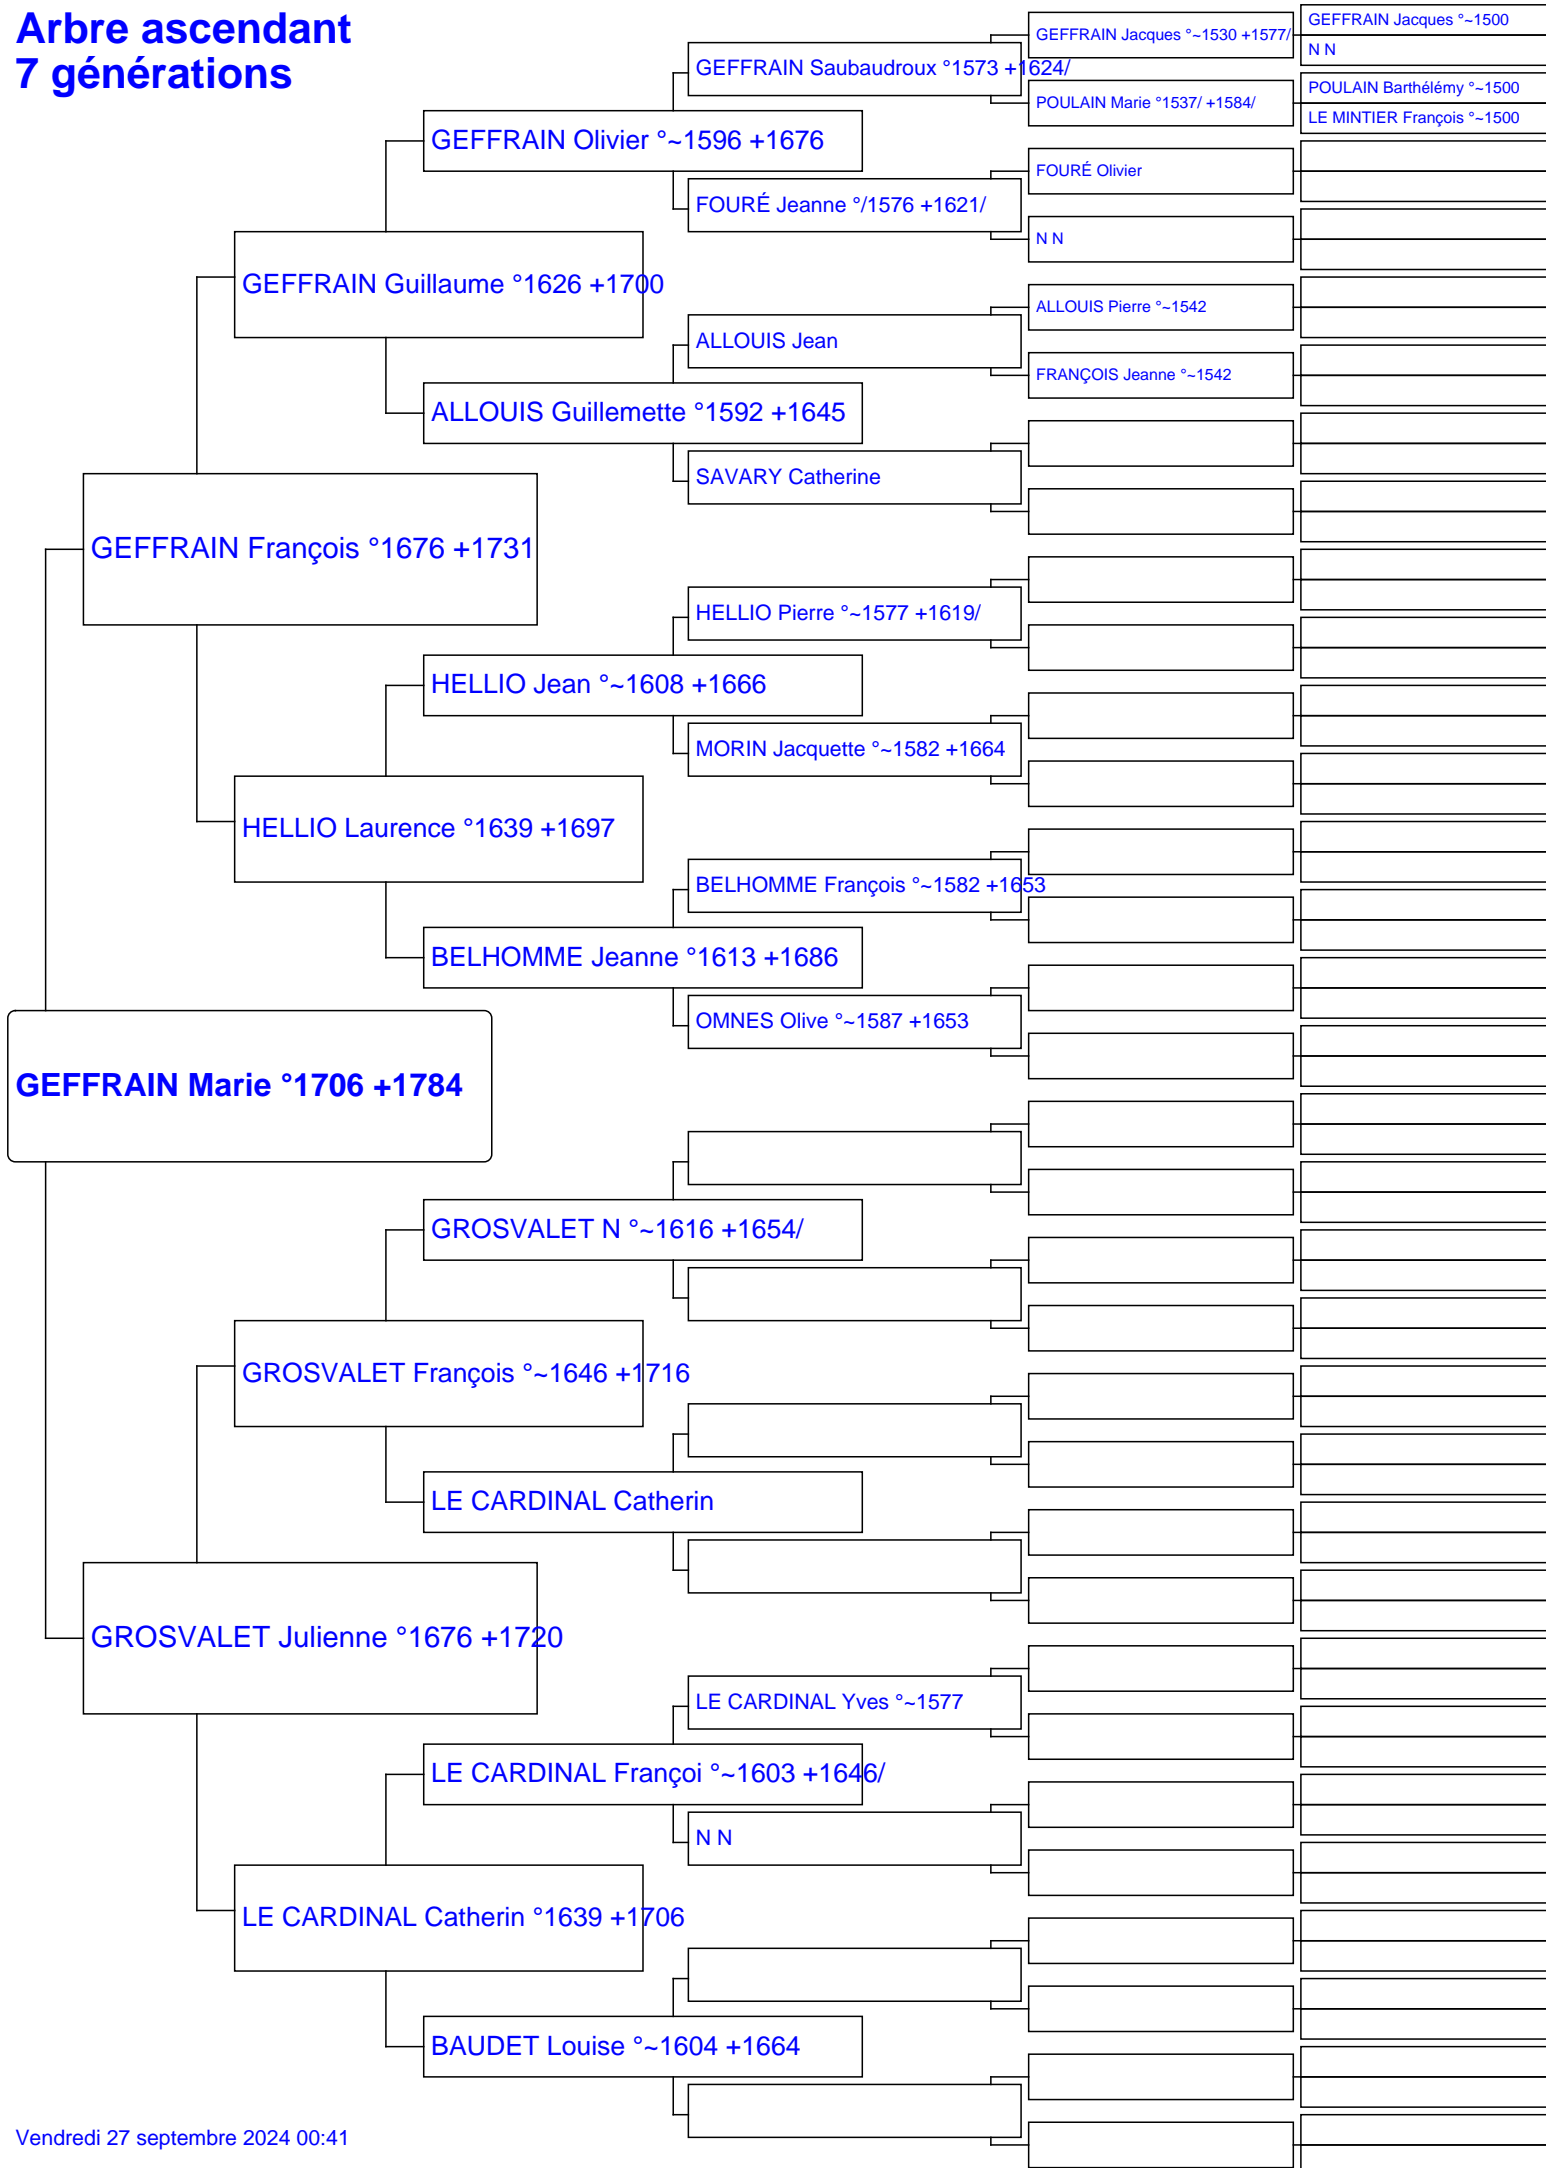 Arbre ascendant
7 générations
GEFFRAIN Jacques °~1500
GEFFRAIN Jacques °~1530 +1577/
N N
GEFFRAIN Saubaudroux °1573 +1624/
POULAIN Barthélémy °~1500
POULAIN Marie °1537/ +1584/
LE MINTIER François °~1500
GEFFRAIN Olivier °~1596 +1676
FOURÉ Olivier
FOURÉ Jeanne °/1576 +1621/
N N
GEFFRAIN Guillaume °1626 +1700
ALLOUIS Pierre °~1542
ALLOUIS Jean
FRANÇOIS Jeanne °~1542
ALLOUIS Guillemette °1592 +1645
SAVARY Catherine
GEFFRAIN François °1676 +1731
HELLIO Pierre °~1577 +1619/
HELLIO Jean °~1608 +1666
MORIN Jacquette °~1582 +1664
HELLIO Laurence °1639 +1697
BELHOMME François °~1582 +1653
BELHOMME Jeanne °1613 +1686
OMNES Olive °~1587 +1653
GEFFRAIN Marie °1706 +1784
GROSVALET N °~1616 +1654/
GROSVALET François °~1646 +1716
LE CARDINAL Catherin
GROSVALET Julienne °1676 +1720
LE CARDINAL Yves °~1577
LE CARDINAL Françoi °~1603 +1646/
N N
LE CARDINAL Catherin °1639 +1706
BAUDET Louise °~1604 +1664
Vendredi 27 septembre 2024 00:41